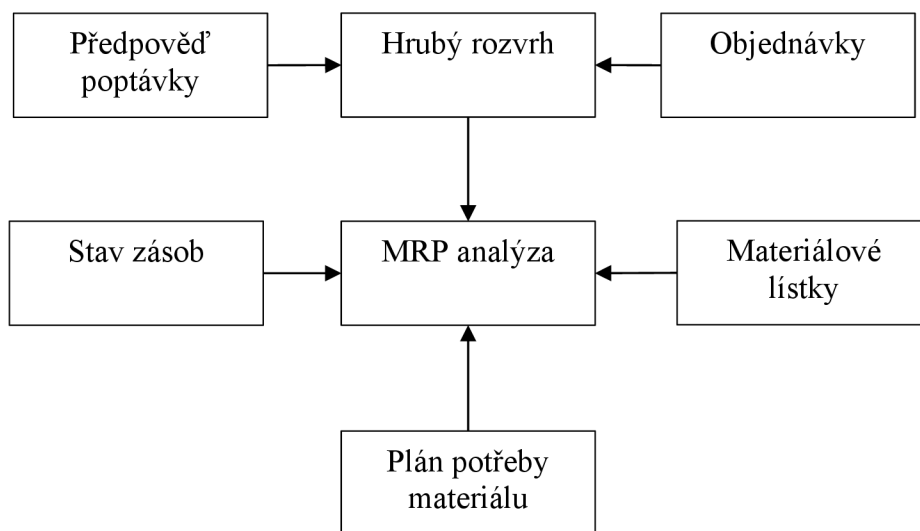 Předpověď
poptávky
Hrubý rozvrh
Objednávky
Stav zásob
MRP analýza
Materiálové
lístky
Plán potřeby
materiálu